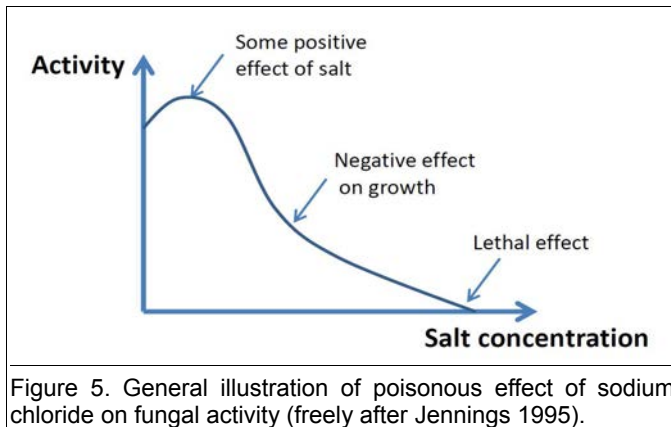 Activity
Some positive
effect of salt
Negative effect
on growth
Lethal effect
Salt concentration
Figure 5. General illustration of poisonous effect of sodium
chloride on fungal activity (freely after Jennings 1995).